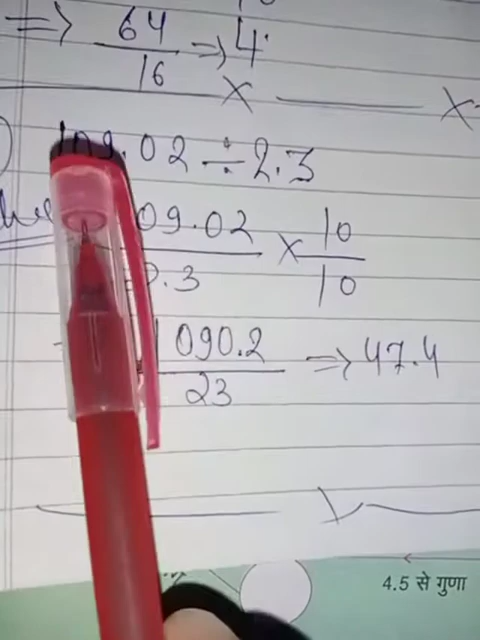 => 64/16 => 4
109.02 ÷ 2.3
09.02/2.3 × 10/10
1090.2/23 => 47.4
4.5 से गुणा